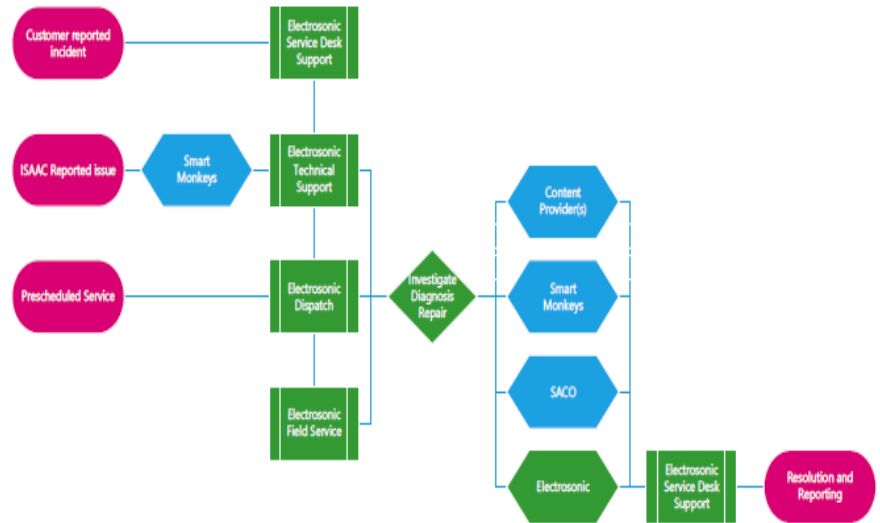 Customer reported
incident
Electrosonic
Service Desk
Support
ISAAC Reported issue
Smart
Monkeys
Electrosonic
Technical
Support
Prescheduled Service
Electrosonic
Dispatch
Electrosonic
Field Service
Investigate
Diagnosis
Repair
Content
Provider(s)
Smart
Monkeys
SACO
Electrosonic
Electrosonic
Service Desk
Support
Resolution and
Reporting